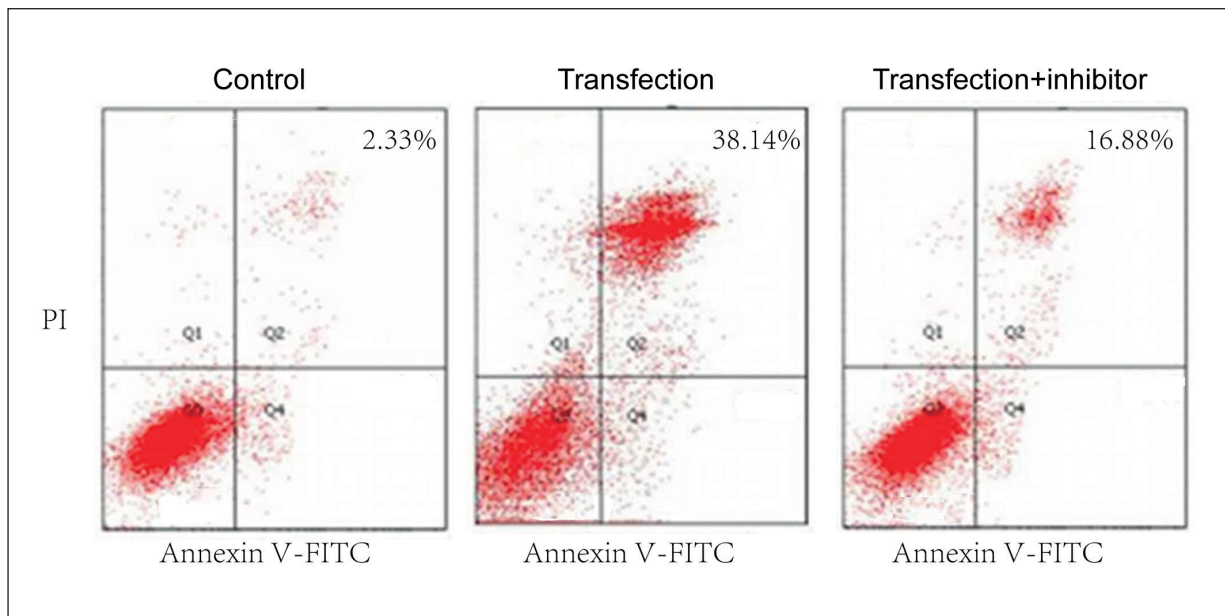 Control
Transfection
Transfection+inhibitor
2.33%
38.14%
16.88%
PI
Q1
Q2
Q4
Q1
Q2
Q4
Q1
Q2
Q3
Q4
Annexin V-FITC
Annexin V-FITC
Annexin V-FITC